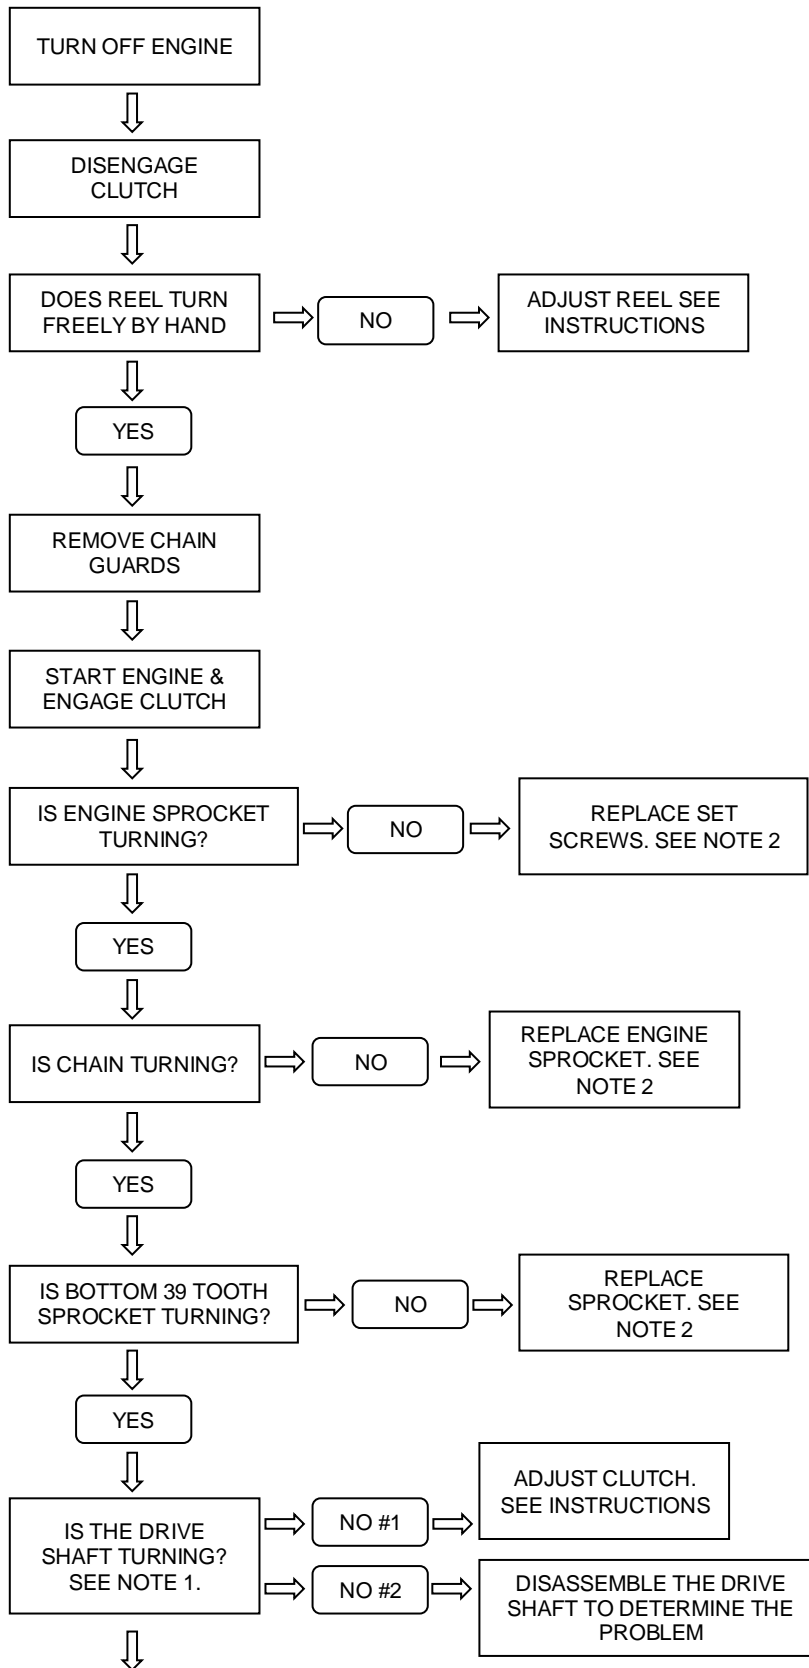 TURN OFF ENGINE
DISENGAGE
CLUTCH
DOES REEL TURN
FREELY BY HAND
NO
ADJUST REEL SEE
INSTRUCTIONS
YES
REMOVE CHAIN
GUARDS
START ENGINE &
ENGAGE CLUTCH
IS ENGINE SPROCKET
TURNING?
NO
REPLACE SET
SCREWS. SEE NOTE 2
YES
IS CHAIN TURNING?
NO
REPLACE ENGINE
SPROCKET. SEE
NOTE 2
YES
IS BOTTOM 39 TOOTH
SPROCKET TURNING?
NO
REPLACE
SPROCKET. SEE
NOTE 2
YES
IS THE DRIVE
SHAFT TURNING?
SEE NOTE 1.
NO #1
ADJUST CLUTCH.
SEE INSTRUCTIONS
NO #2
DISASSEMBLE THE DRIVE
SHAFT TO DETERMINE THE
PROBLEM